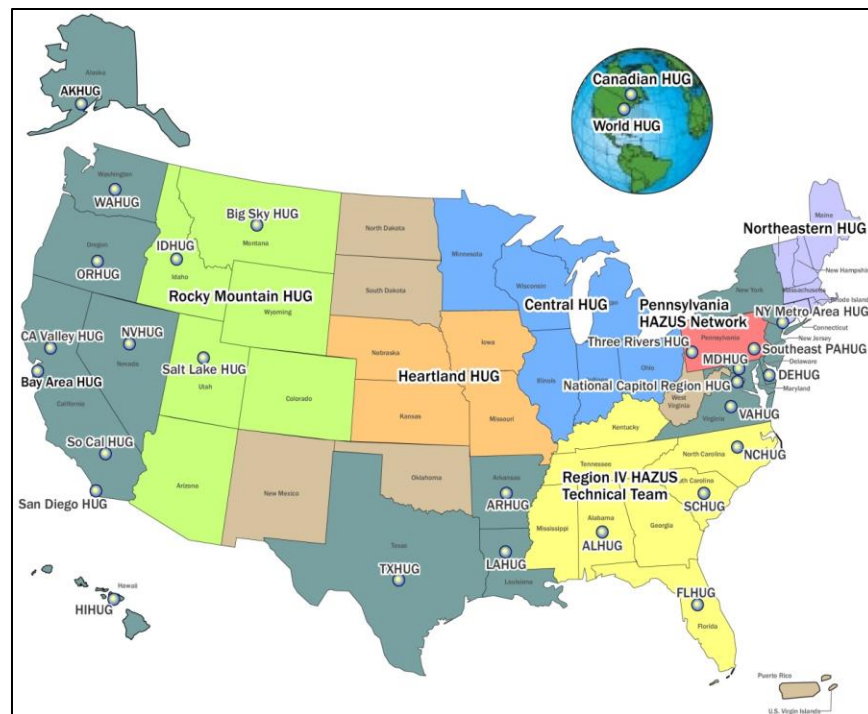 Alaska
AKHUG
Canadian HUG
World HUG
Washington
WAHUG
Oregon
ORHUG
IDHUG
Idaho
Big Sky HUG
Montana
North Dakota
Minnesota
Maine
Northeastern HUG
New Hampshire
Massachusetts
Rhode Island
Connecticut
New York
NY Metro Area HUG
New Jersey
Rocky Mountain HUG
Wyoming
South Dakota
Wisconsin
Central HUG
Pennsylvania
HAZUS Network
Pennsylvania
Three Rivers HUG
Southeast PAHUG
Delaware
MDHUG
DEHUG
Maryland
National Capitol Region HUG
CA Valley HUG
NVHUG
Nevada
Bay Area HUG
California
Salt Lake HUG
Utah
Colorado
Nebraska
Iowa
Heartland HUG
Kansas
Missouri
Illinois
Ohio
West
Virginia
Virginia
VAHUG
Kentucky
So Cal HUG
San Diego HUG
Arizona
New Mexico
Oklahoma
Arkansas
ARHUG
Tennessee
North Carolina
NCHUG
Region IV HAZUS
Technical Team
SCHUG
Mississippi
Alabama
ALHUG
Georgia
Texas
TXHUG
LAHUG
Louisiana
FLHUG
Florida
Hawaii
HIHUG
Puerto Rico
U.S. Virgin Islands